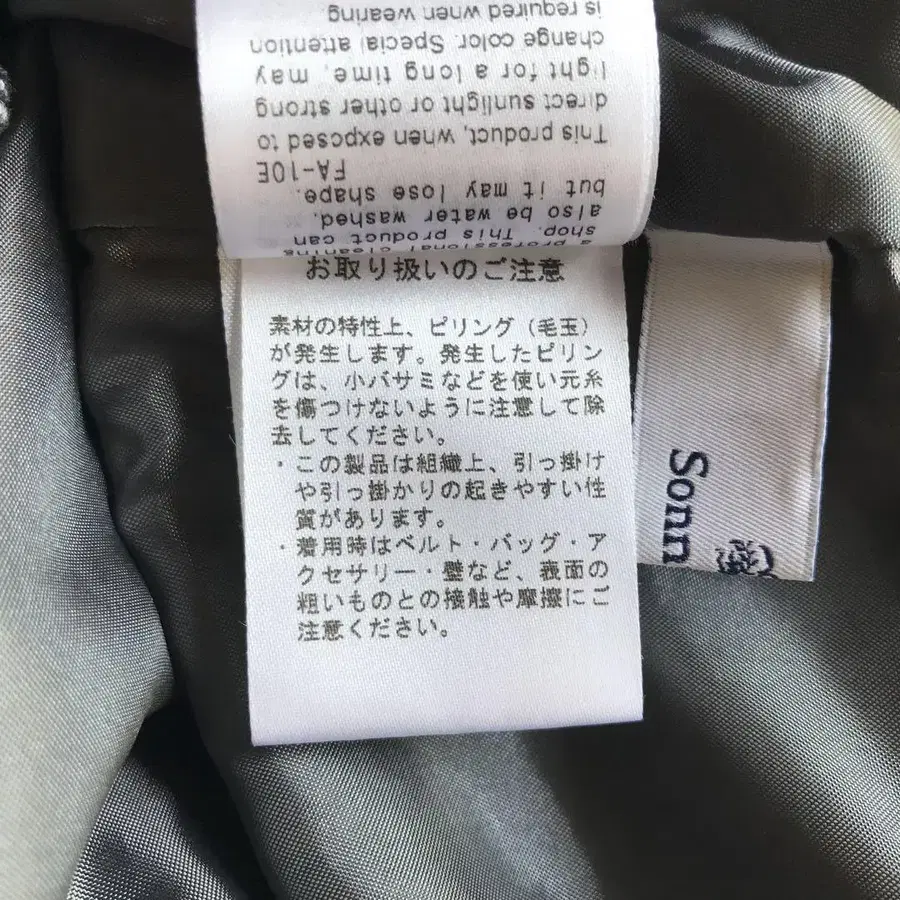 a professional cleaning
shop. This product can
also be water washed.
but it may lose shape.
FA-10E
This product, when exposed to
direct sunlight or other strong
light for a long time, may
change color. Special attention
is required when wearing
お取り扱いのご注意
素材の特性上、ピリング(毛玉)
が発生します。発生したピリン
グは、小バサミなどを使い元糸
を傷つけないように注意して除
去してください。
・この製品は組織上、引っ掛け
や引っ掛かりの起きやすい性
質があります。
・着用時はベルト・バッグ・ア
クセサリー・壁など、表面の
粗いものとの接触や摩擦にご
注意ください。
Sonn